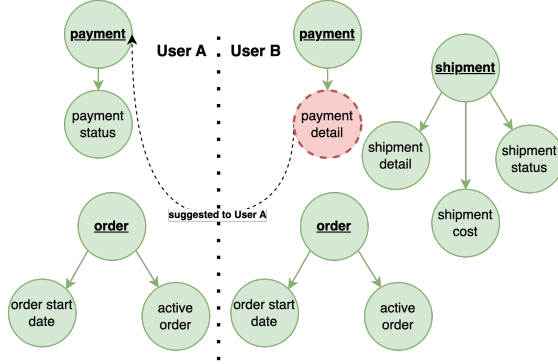 payment
User A
User B
payment
shipment
payment
status
payment
detail
shipment
detail
shipment
status
suggested to User A
order
order
shipment
cost
order start
date
active
order
order start
date
active
order